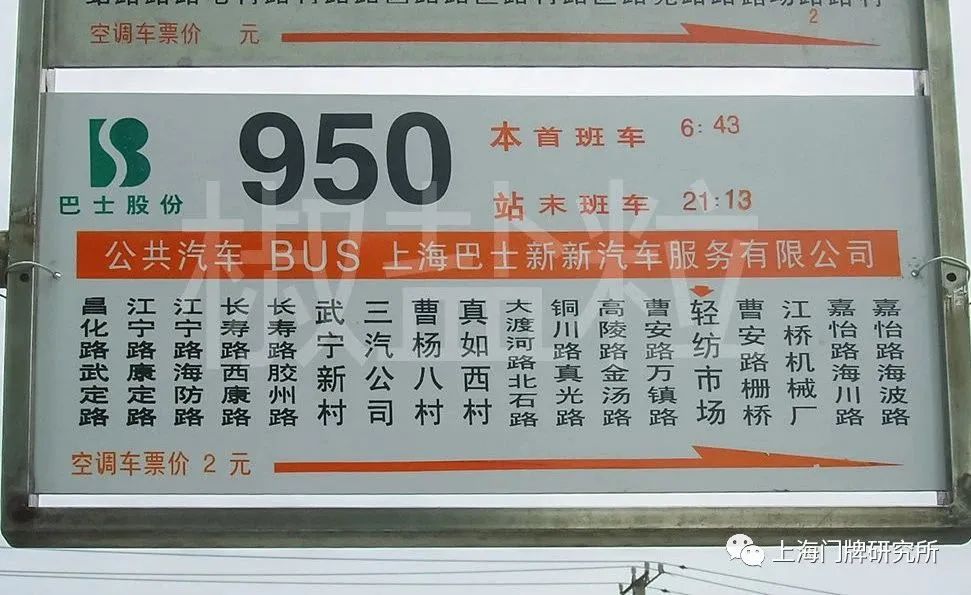 空调车票价 元 2
950
本首班车 6:43
巴士股份
站末班车 21:13
公共汽车 BUS 上海巴士新新汽车服务有限公司
昌化路武定路
江宁路康定路
江宁路海防路
长寿路西康路
长寿路胶州路
武宁新村
三汽公司
曹杨八村
真如西村
大渡河路北石路
铜川路真光路
高陵路金汤路
曹安路万镇路
轻纺市场
曹安路栅桥
江桥机械厂
嘉怡路海川路
嘉怡路海波路
空调车票价 2 元
椒盐粒
上海门牌研究所